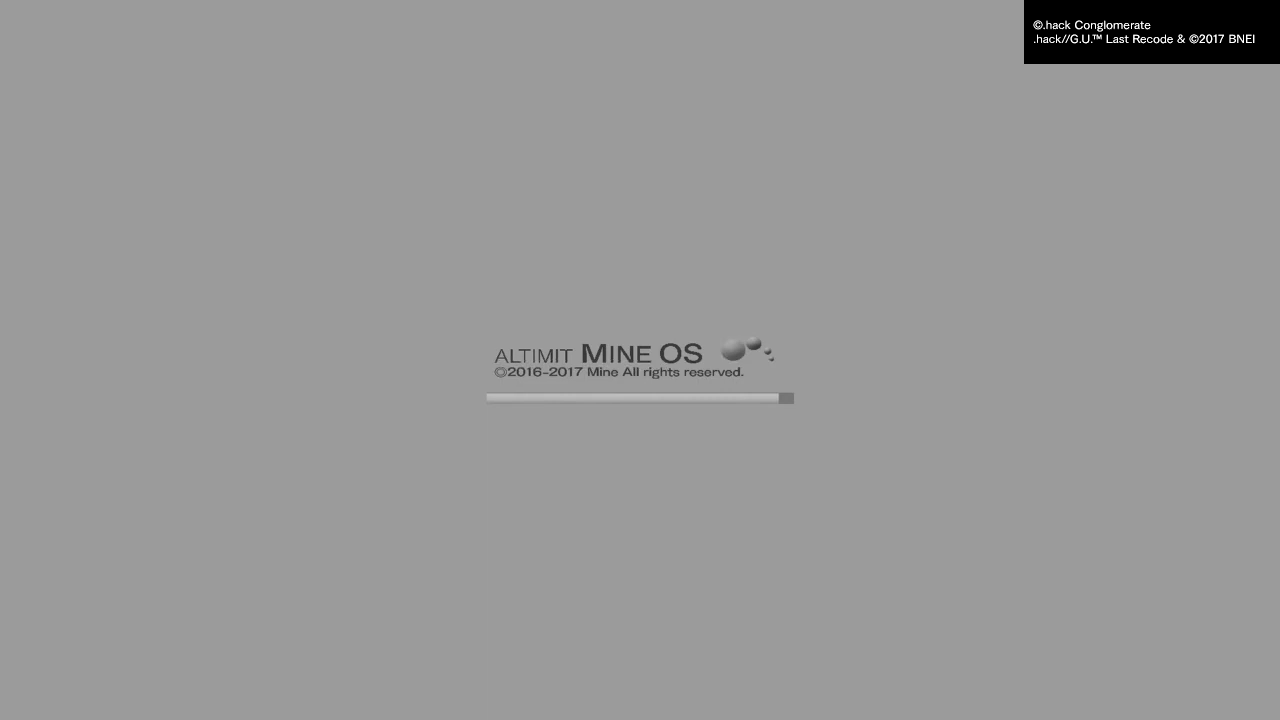 ©.hack Conglomerate
.hack//G.U.™ Last Recode & ©2017 BNEI
ALTIMIT MINE OS
©2016-2017 Mine All rights reserved.